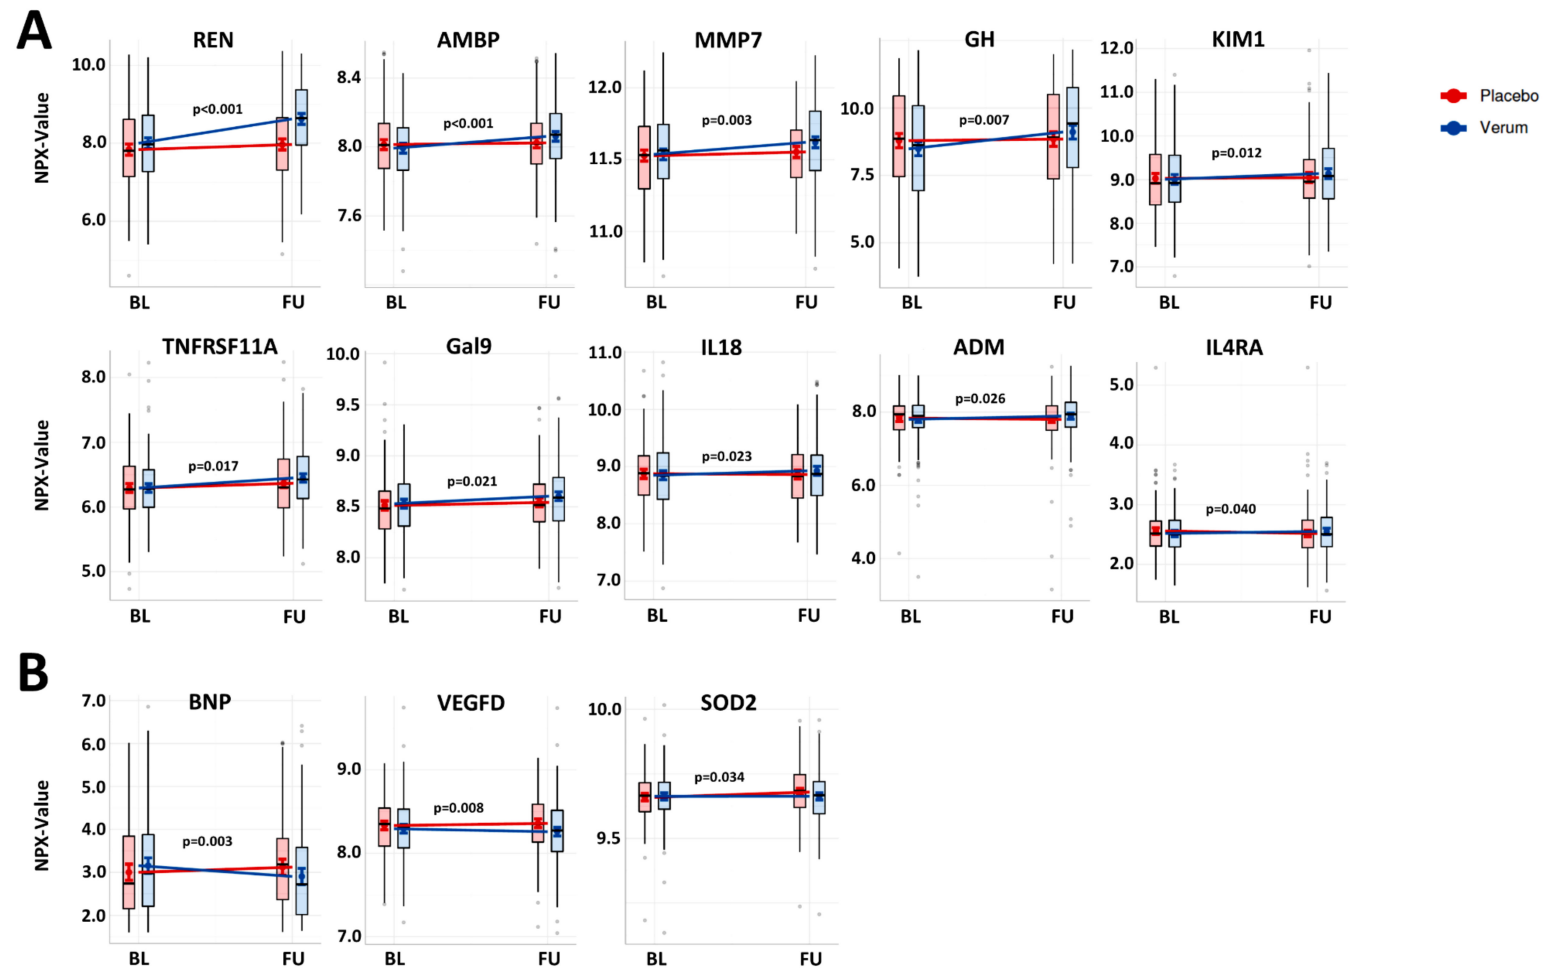 A
REN
AMBP
MMP7
GH
KIM1
NPX-Value
10.0
8.0
6.0
p<0.001
BL
FU
8.4
8.0
7.6
p<0.001
BL
FU
12.0
11.5
11.0
p=0.003
BL
FU
10.0
7.5
5.0
p=0.007
BL
FU
12.0
11.0
10.0
9.0
8.0
7.0
p=0.012
BL
FU
Placebo
Verum
TNFRSF11A
Gal9
IL18
ADM
IL4RA
NPX-Value
8.0
7.0
6.0
5.0
p=0.017
BL
FU
10.0
9.5
9.0
8.5
8.0
p=0.021
BL
FU
11.0
10.0
9.0
8.0
7.0
p=0.023
BL
FU
8.0
6.0
4.0
p=0.026
BL
FU
5.0
4.0
3.0
2.0
p=0.040
BL
FU
B
BNP
VEGFD
SOD2
NPX-Value
7.0
6.0
5.0
4.0
3.0
2.0
p=0.003
BL
FU
9.0
8.0
7.0
p=0.008
BL
FU
10.0
9.5
p=0.034
BL
FU